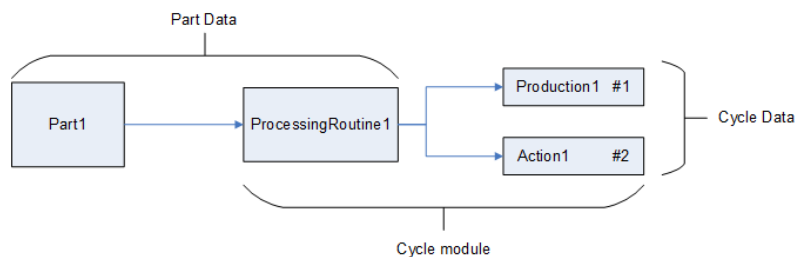 Part Data
Production1 #1
Part1
ProcessingRoutine1
Cycle Data
Action1 #2
Cycle module